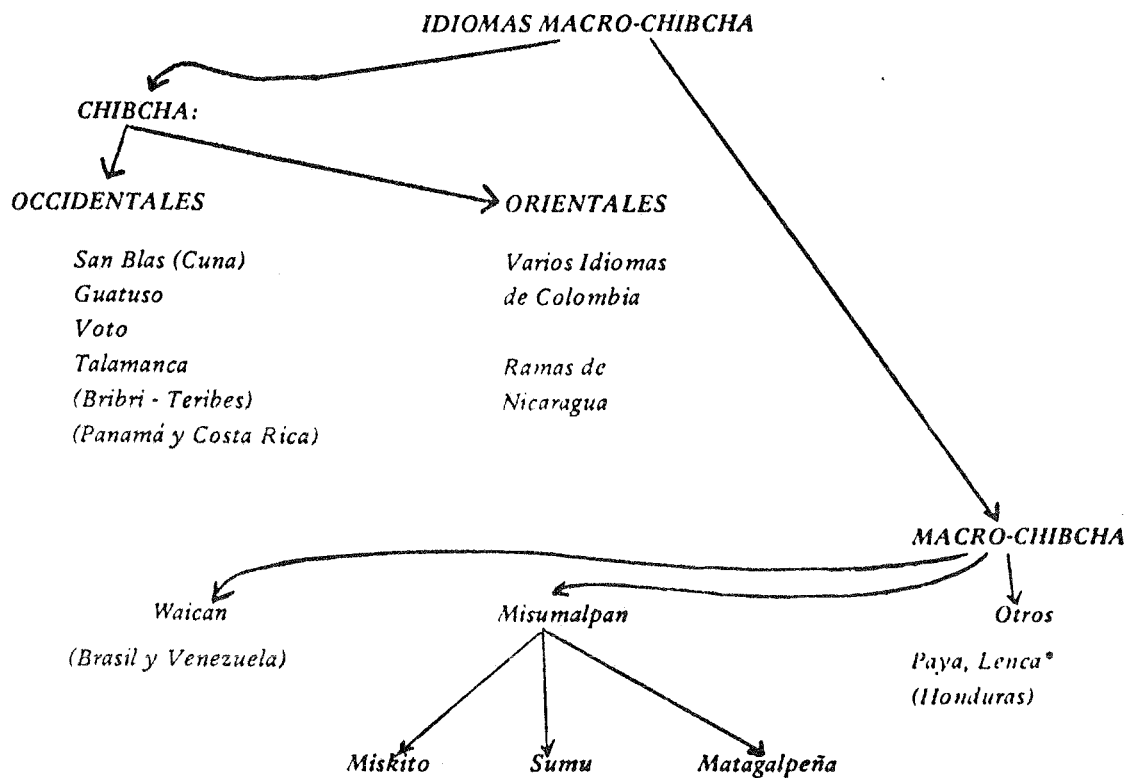 IDIOMAS MACRO-CHIBCHA
CHIBCHA:
OCCIDENTALES
San Blas (Cuna)
Guatuso
Voto
Talamanca
(Bribri - Teribes)
(Panamá y Costa Rica)
ORIENTALES
Varios Idiomas
de Colombia
Ramas de
Nicaragua
MACRO-CHIBCHA
Waican
(Brasil y Venezuela)
Misumalpan
Otros
Paya, Lenca*
(Honduras)
Miskito
Sumu
Matagalpeña